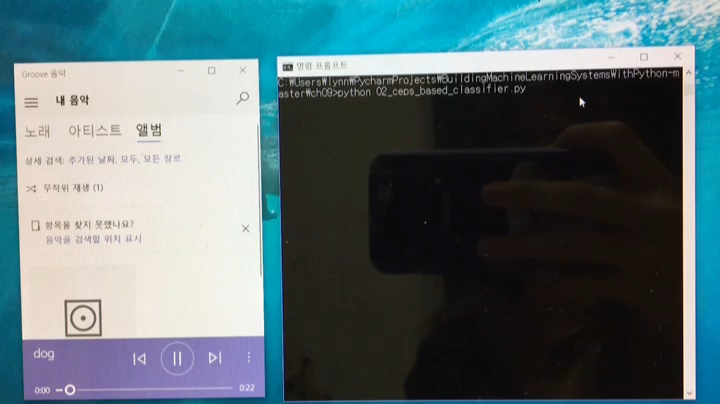 Groove 음악
내 음악
노래 아티스트 앨범
상세 검색: 추가된 날짜, 모두, 모든 장르
무작위 재생 (1)
항목을 찾지 못했나요?
음악을 검색할 위치 표시
dog
0:00
0:22
명령 프롬프트
C:₩Users₩lynn₩PycharmProjects₩BuildingMachineLearningSystemsWithPython-m
aster₩ch09>python 02_ceps_based_classifier.py